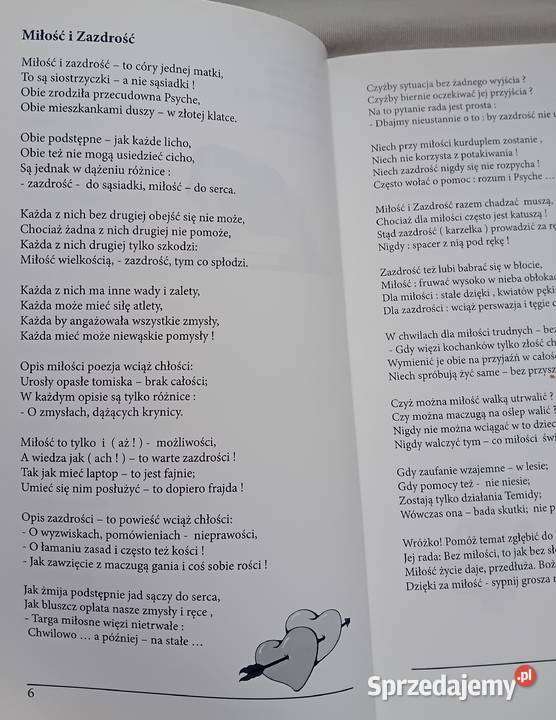 Miłość i Zazdrość
Miłość i zazdrość – to córy jednej matki,
To są siostrzyczki – a nie sąsiadki !
Obie zrodziła przecudowna Psyche,
Obie mieszkankami duszy – w złotej klatce.
Obie podstępne – jak każde licho,
Obie też nie mogą usiedzieć cicho,
Są jednak w dążeniu różnice :
- zazdrość - do sąsiadki, miłość – do serca.
Każda z nich bez drugiej obejść się nie może,
Chociaż żadna z nich drugiej nie pomoże,
Każda z nich drugiej tylko szkodzi:
Miłość wielkością, - zazdrość, tym co spłodzi.
Każda z nich ma inne wady i zalety,
Każda może mieć siłę atlety,
Każda by angażowała wszystkie zmysły,
Każda mieć może niewąskie pomysły !
Opis miłości poezja wciąż chłości:
Urosły opasłe tomiska – brak całości;
W każdym opisie są tylko różnice :
- O zmysłach, dążących krynicy.
Miłość to tylko i ( aż ! ) - możliwości,
A wiedza jak ( ach ! ) – to warte zazdrości !
Tak jak mieć laptop – to jest fajnie;
Umieć się nim posłużyć – to dopiero frajda !
Opis zazdrości – to powieść wciąż chłości:
- O wyzwiskach, pomówieniach - nieprawości,
- O łamaniu zasad i często też kości !
- Jak zawzięcie z maczugą gania i coś sobie rości !
Jak żmija podstępnie jad sączy do serca,
Jak bluszcz oplata nasze zmysły i ręce ,
- Targa miłosne więzi nietrwałe :
Chwilowo … a później – na stałe …
6
Czyżby sytuacja bez żadnego wyjścia ?
Czyżby biernie oczekiwać jej przyjścia ?
Na to pytanie rada jest prosta :
- Dbajmy nieustannie o to : by zazdrość nie
Niech przy miłości kurduplem zostanie ,
Niech nie korzysta z potakiwania !
Niech zazdrość nigdy się nie rozpycha !
Często wołać o pomoc : rozum i Psyche …
Miłość i Zazdrość razem chadzać muszą,
Chociaż dla miłości często jest katuszą !
Stąd zazdrość ( karzełka ) prowadzić za
Nigdy : spacer z nią pod rękę !
Zazdrość też lubi babrać się w błocie,
Miłość : fruwać wysoko w nieba
Dla miłości : stałe dzięki , kwiatów
Dla zazdrości : wciąż perswazja i tęgie
W chwilach dla miłości trudnych –
- Gdy więzi kochanków tylko złość
Wymienić je obie na przyjaźń w
Niech spróbują żyć same – bez
Czyż można miłość walką utrwalić ?
Czy można maczugą na oślep walić ?
Nigdy nie można wciągać w to
Nigdy walczyć tym – co miłości
Gdy zaufanie wzajemne – w lesie;
Gdy pomocy też - nie niesie;
Zostają tylko działania Temidy;
Wówczas ona – bada skutki; nie
Wróżko! Pomóż temat zgłębić do
Jej rada: Bez miłości, to jak bez
Miłość życie daje, przedłuża.
Dzięki za miłość - sypnij grosza
Sprzedajemy.pl